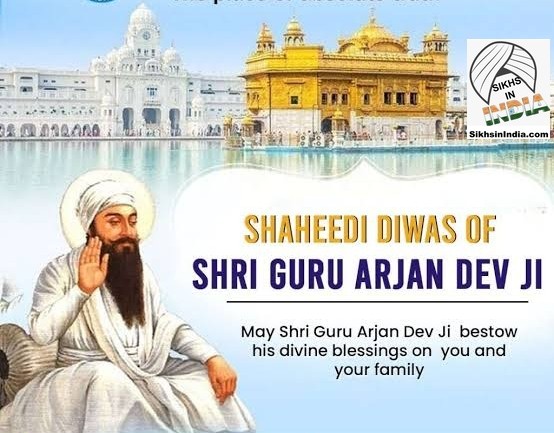 SIKHS
IN
INDIA
SikhsinIndia.com
SHAHEEDI DIWAS OF
SHRI GURU ARJAN DEV JI
May Shri Guru Arjan Dev Ji bestow
his divine blessings on you and
your family